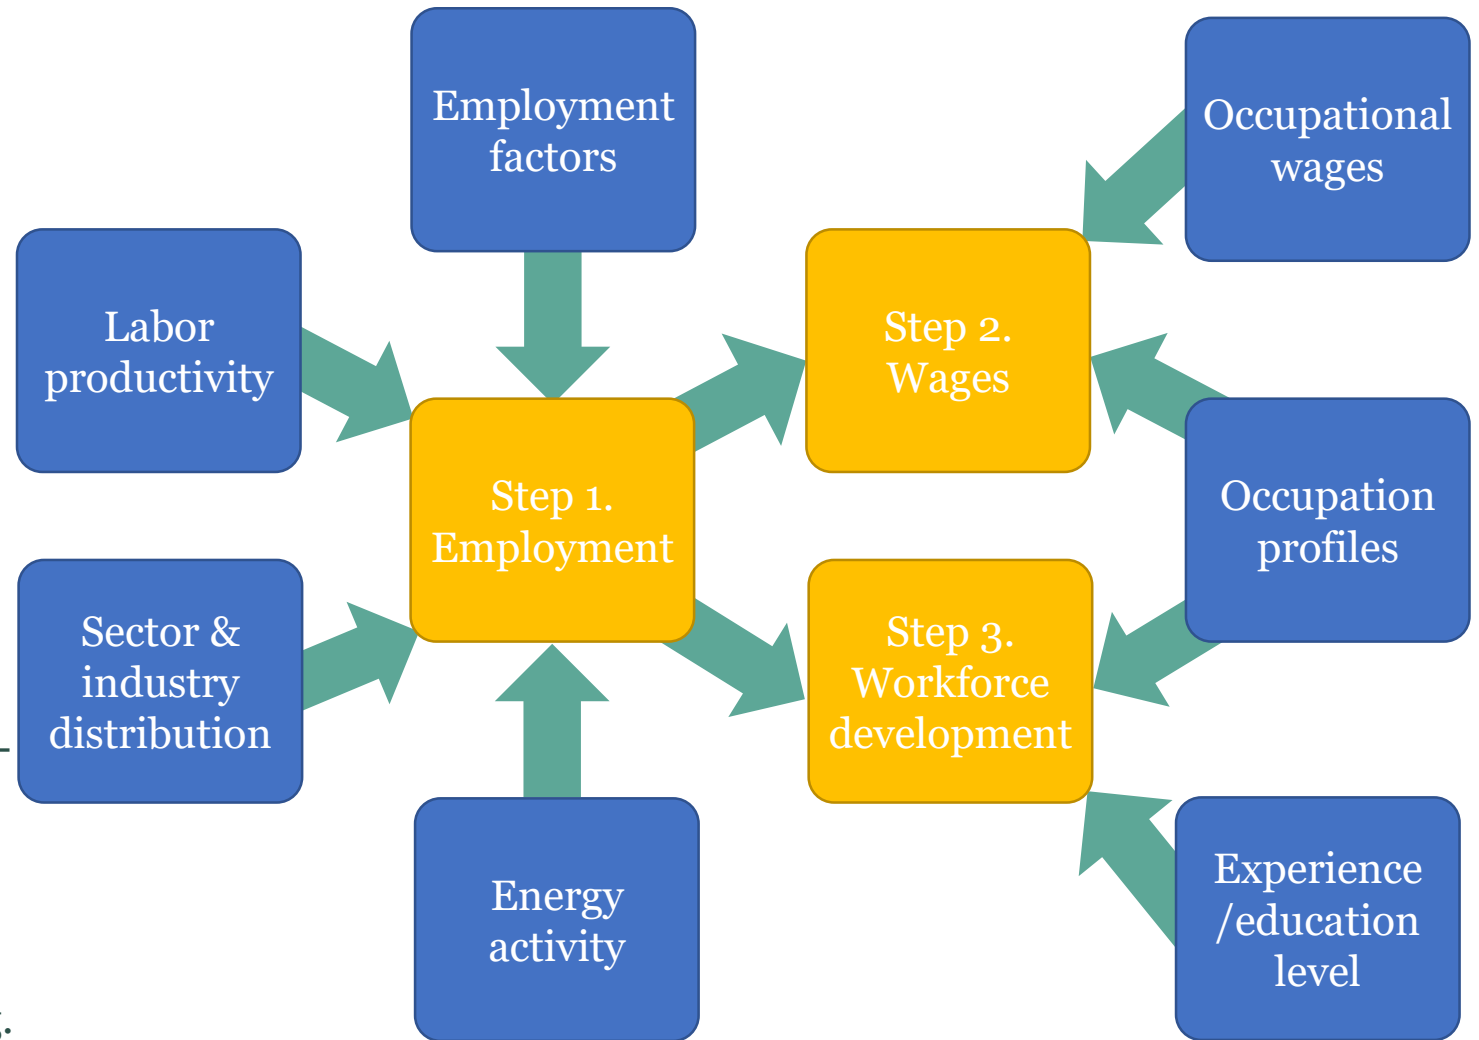 Employment
factors
Occupational
wages
Labor
productivity
Step 2.
Wages
Step 1.
Employment
Occupation
profiles
Sector &
industry
distribution
Step 3.
Workforce
development
Energy
activity
Experience
/education
level